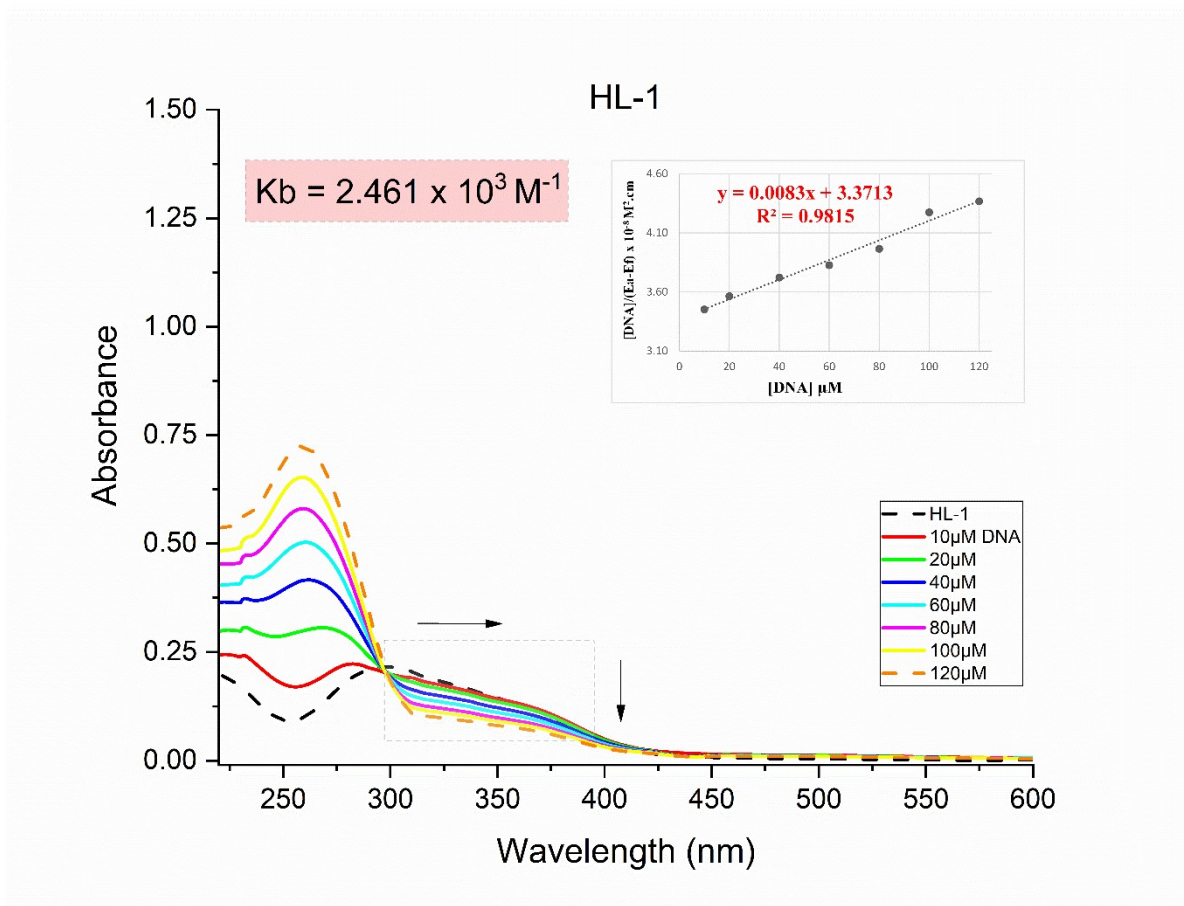 HL-1
1.50
1.25
1.00
0.75
0.50
0.25
0.00
Absorbance
Kb = 2.461 x 10³ M⁻¹
y = 0.0083x + 3.3713
R² = 0.9815
4.60
4.10
3.60
3.10
[DNA]/(Ea-Ef) x 10⁻⁸ M².cm
0 20 40 60 80 100 120
[DNA] µM
HL-1
10µM DNA
20µM
40µM
60µM
80µM
100µM
120µM
250 300 350 400 450 500 550 600
Wavelength (nm)